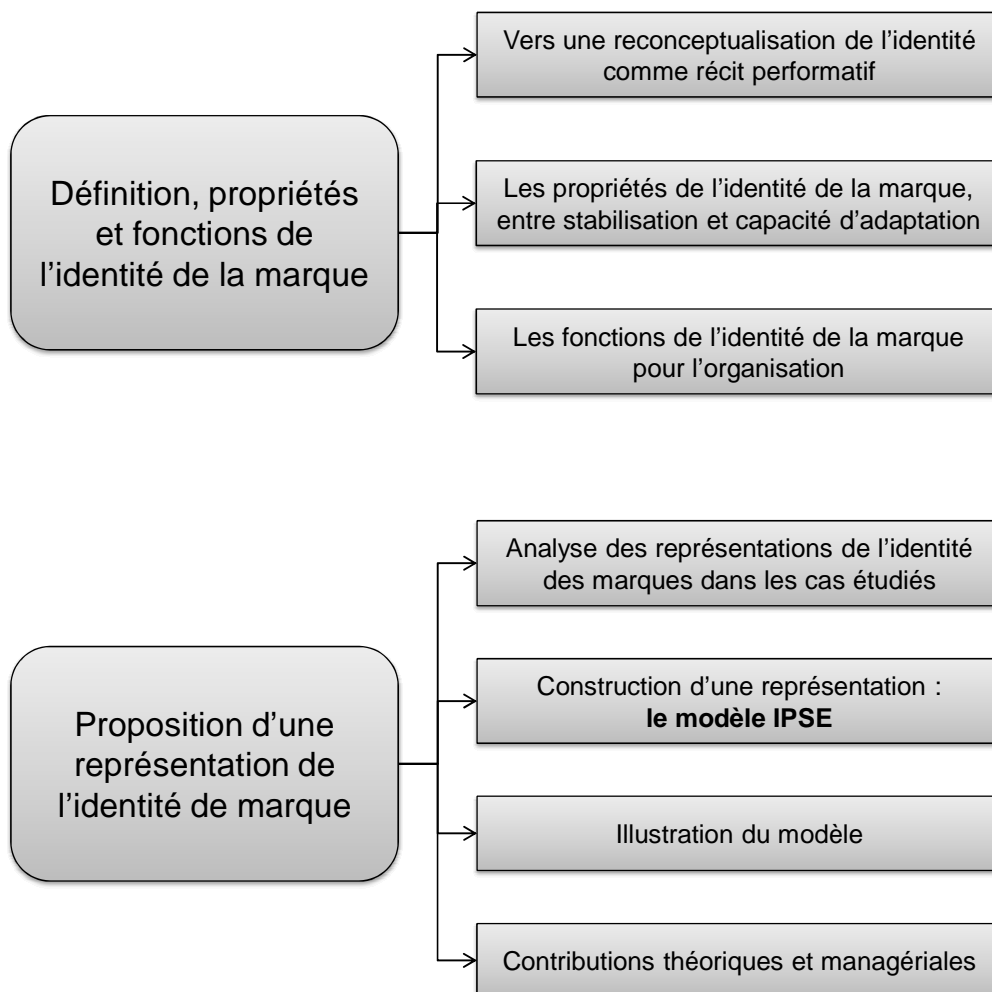 Définition, propriétés
et fonctions de
l’identité de la marque
Vers une reconceptualisation de l’identité
comme récit performatif
Les propriétés de l’identité de la marque,
entre stabilisation et capacité d’adaptation
Les fonctions de l’identité de la marque
pour l’organisation
Proposition d’une
représentation de
l’identité de marque
Analyse des représentations de l’identité
des marques dans les cas étudiés
Construction d’une représentation :
le modèle IPSE
Illustration du modèle
Contributions théoriques et managériales